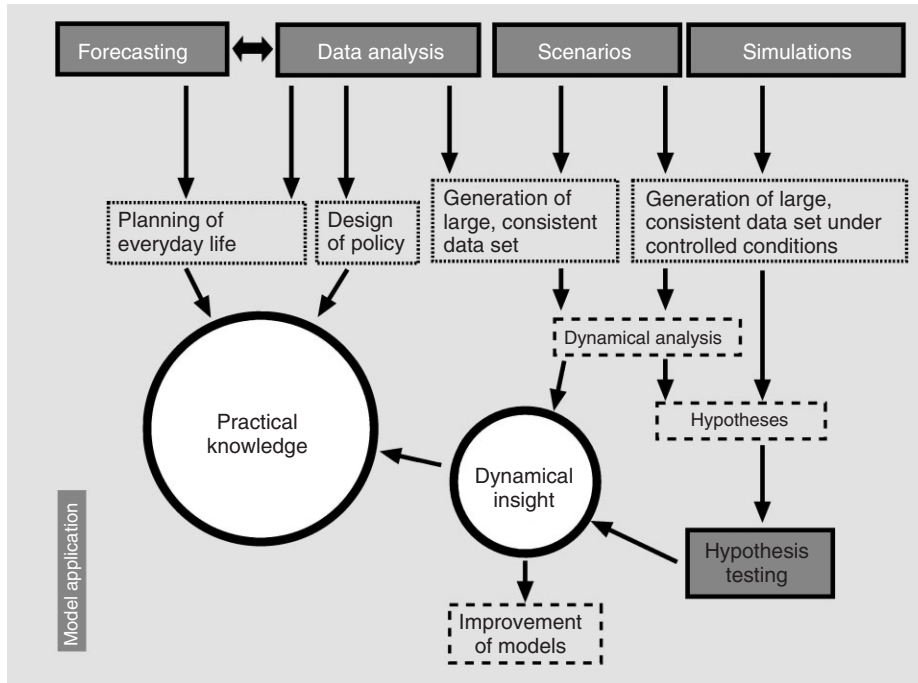 Forecasting
Data analysis
Scenarios
Simulations
Planning of
everyday life
Design
of policy
Generation of
large, consistent
data set
Generation of large,
consistent data set under
controlled conditions
Dynamical analysis
Hypotheses
Practical
knowledge
Dynamical
insight
Hypothesis
testing
Improvement
of models
Model application